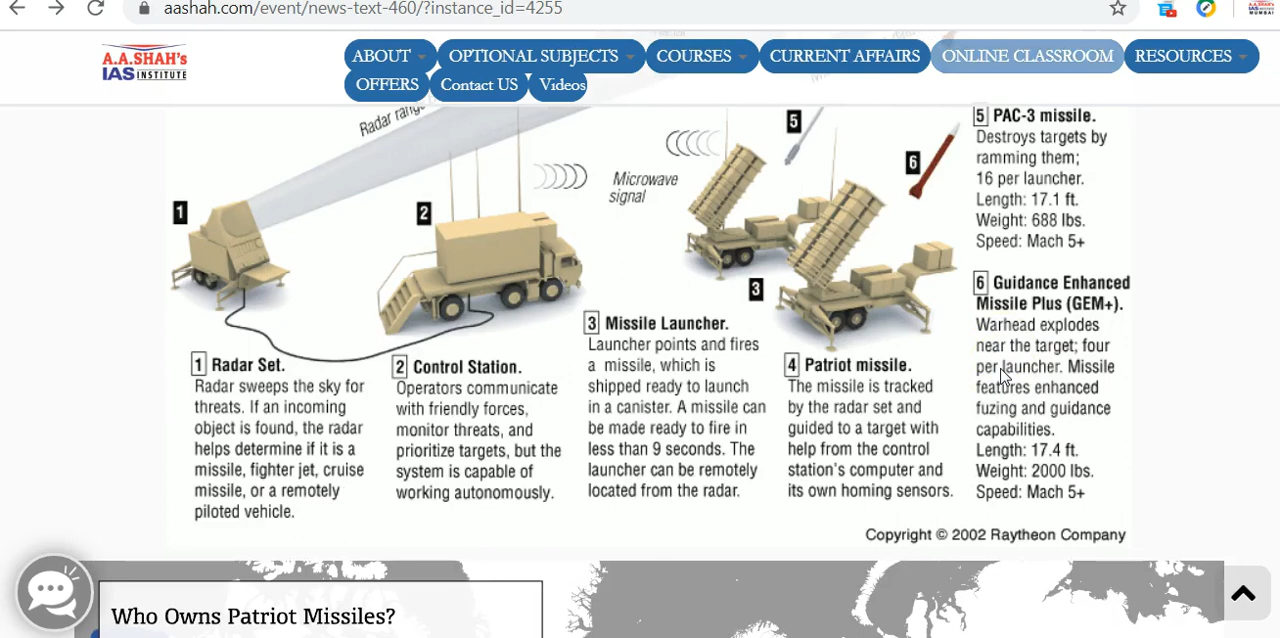 aashah.com/event/news-text-460/?instance_id=4255
A.A.SHAH's
IAS INSTITUTE
ABOUT
OPTIONAL SUBJECTS
COURSES
CURRENT AFFAIRS
ONLINE CLASSROOM
RESOURCES
OFFERS
Contact US
Videos
Radar range
1
2
Microwave
signal
3
5
6
5 PAC-3 missile.
Destroys targets by
ramming them;
16 per launcher.
Length: 17.1 ft.
Weight: 688 lbs.
Speed: Mach 5+
6 Guidance Enhanced
Missile Plus (GEM+).
Warhead explodes
near the target; four
per launcher. Missile
features enhanced
fuzing and guidance
capabilities.
Length: 17.4 ft.
Weight: 2000 lbs.
Speed: Mach 5+
1 Radar Set.
Radar sweeps the sky for
threats. If an incoming
object is found, the radar
helps determine if it is a
missile, fighter jet, cruise
missile, or a remotely
piloted vehicle.
2 Control Station.
Operators communicate
with friendly forces,
monitor threats, and
prioritize targets, but the
system is capable of
working autonomously.
3 Missile Launcher.
Launcher points and fires
a missile, which is
shipped ready to launch
in a canister. A missile can
be made ready to fire in
less than 9 seconds. The
launcher can be remotely
located from the radar.
4 Patriot missile.
The missile is tracked
by the radar set and
guided to a target with
help from the control
station's computer and
its own homing sensors.
Copyright © 2002 Raytheon Company
Who Owns Patriot Missiles?